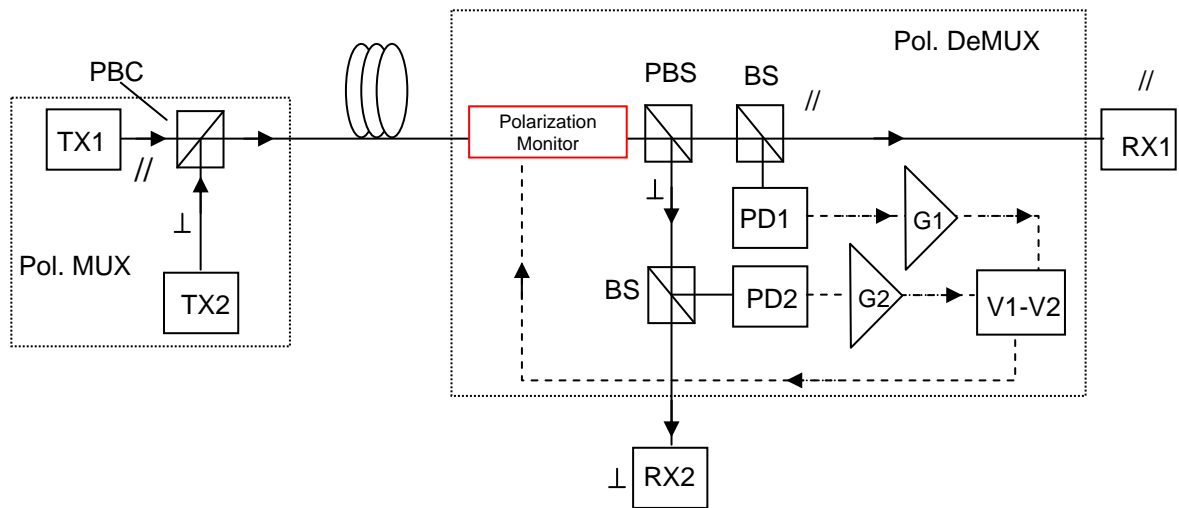 Pol. DeMUX
PBC
PBS
BS
//
//
TX1
Polarization
Monitor
RX1
//
⊥
PD1
G1
⊥
Pol. MUX
TX2
BS
PD2
G2
V1-V2
⊥
RX2